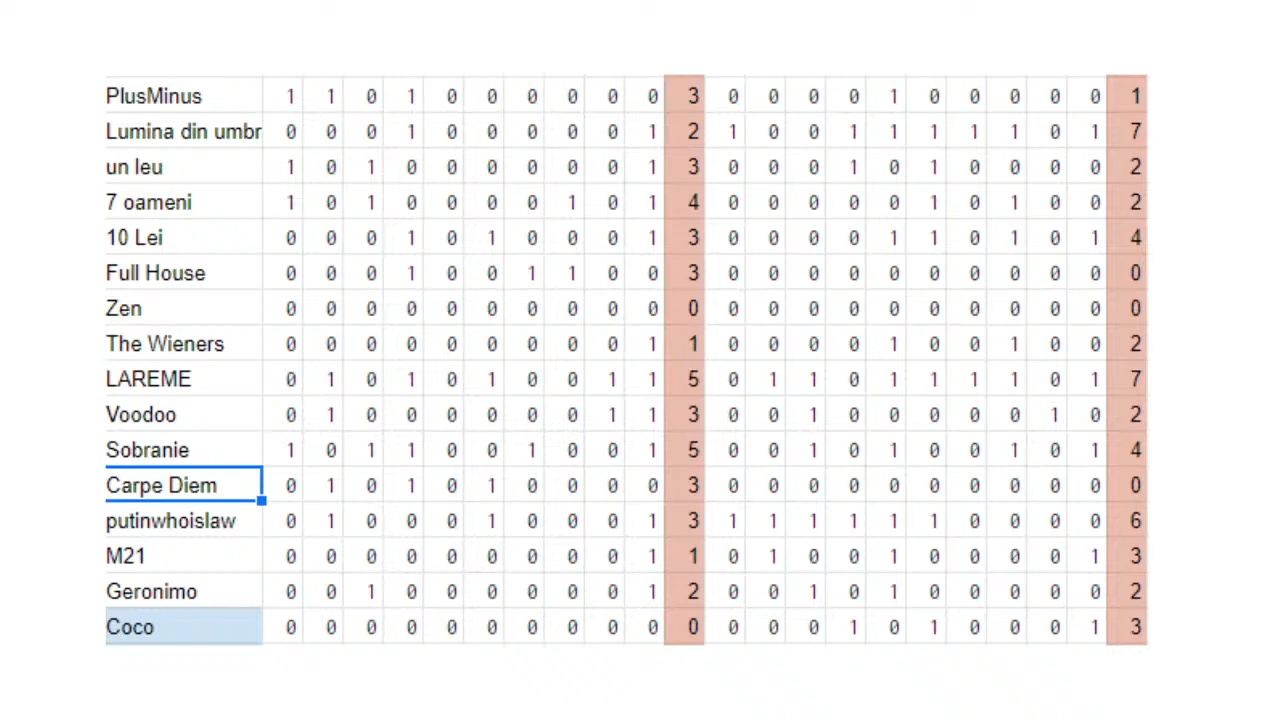 PlusMinus 1 1 0 1 0 0 0 0 0 0 3 0 0 0 0 1 0 0 0 0 0 1
Lumina din umbr 0 0 0 1 0 0 0 0 0 1 2 1 0 0 1 1 1 1 1 0 1 7
un leu 1 0 1 0 0 0 0 0 0 1 3 0 0 0 1 0 1 0 0 0 0 2
7 oameni 1 0 1 0 0 0 0 1 0 1 4 0 0 0 0 0 1 0 1 0 0 2
10 Lei 0 0 0 1 0 1 0 0 0 1 3 0 0 0 0 1 1 0 1 0 1 4
Full House 0 0 0 1 0 0 1 1 0 0 3 0 0 0 0 0 0 0 0 0 0 0
Zen 0 0 0 0 0 0 0 0 0 0 0 0 0 0 0 0 0 0 0 0 0 0
The Wieners 0 0 0 0 0 0 0 0 0 1 1 0 0 0 0 1 0 0 1 0 0 2
LAREME 0 1 0 1 0 1 0 0 1 1 5 0 1 1 0 1 1 1 1 0 1 7
Voodoo 0 1 0 0 0 0 0 0 1 1 3 0 0 1 0 0 0 0 0 1 0 2
Sobranie 1 0 1 1 0 0 1 0 0 1 5 0 0 1 0 1 0 0 1 0 1 4
Carpe Diem 0 1 0 1 0 1 0 0 0 0 3 0 0 0 0 0 0 0 0 0 0 0
putinwhoislaw 0 1 0 0 0 1 0 0 0 1 3 1 1 1 1 1 1 0 0 0 0 6
M21 0 0 0 0 0 0 0 0 0 1 1 0 1 0 0 1 0 0 0 0 1 3
Geronimo 0 0 1 0 0 0 0 0 0 1 2 0 0 1 0 1 0 0 0 0 0 2
Coco 0 0 0 0 0 0 0 0 0 0 0 0 0 0 1 0 1 0 0 0 1 3